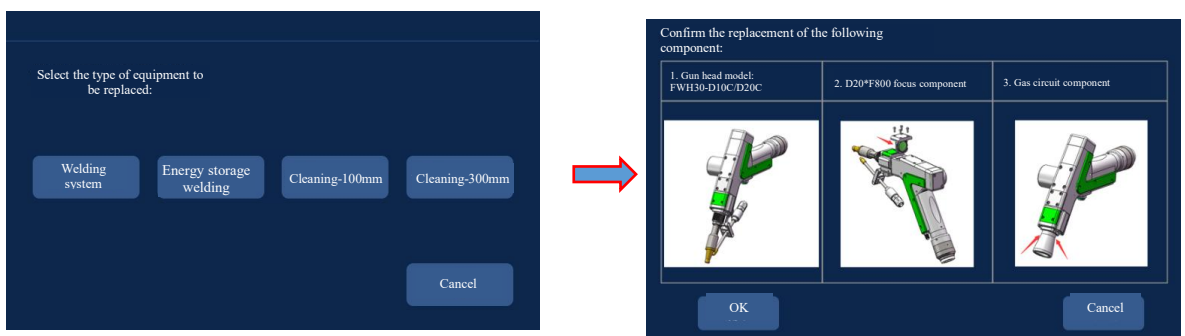 Select the type of equipment to
be replaced:
Welding
system
Energy storage
welding
Cleaning-100mm
Cleaning-300mm
Cancel
Confirm the replacement of the following
component:
1. Gun head model:
FWH30-D10C/D20C
2. D20*F800 focus component
3. Gas circuit component
OK
Cancel